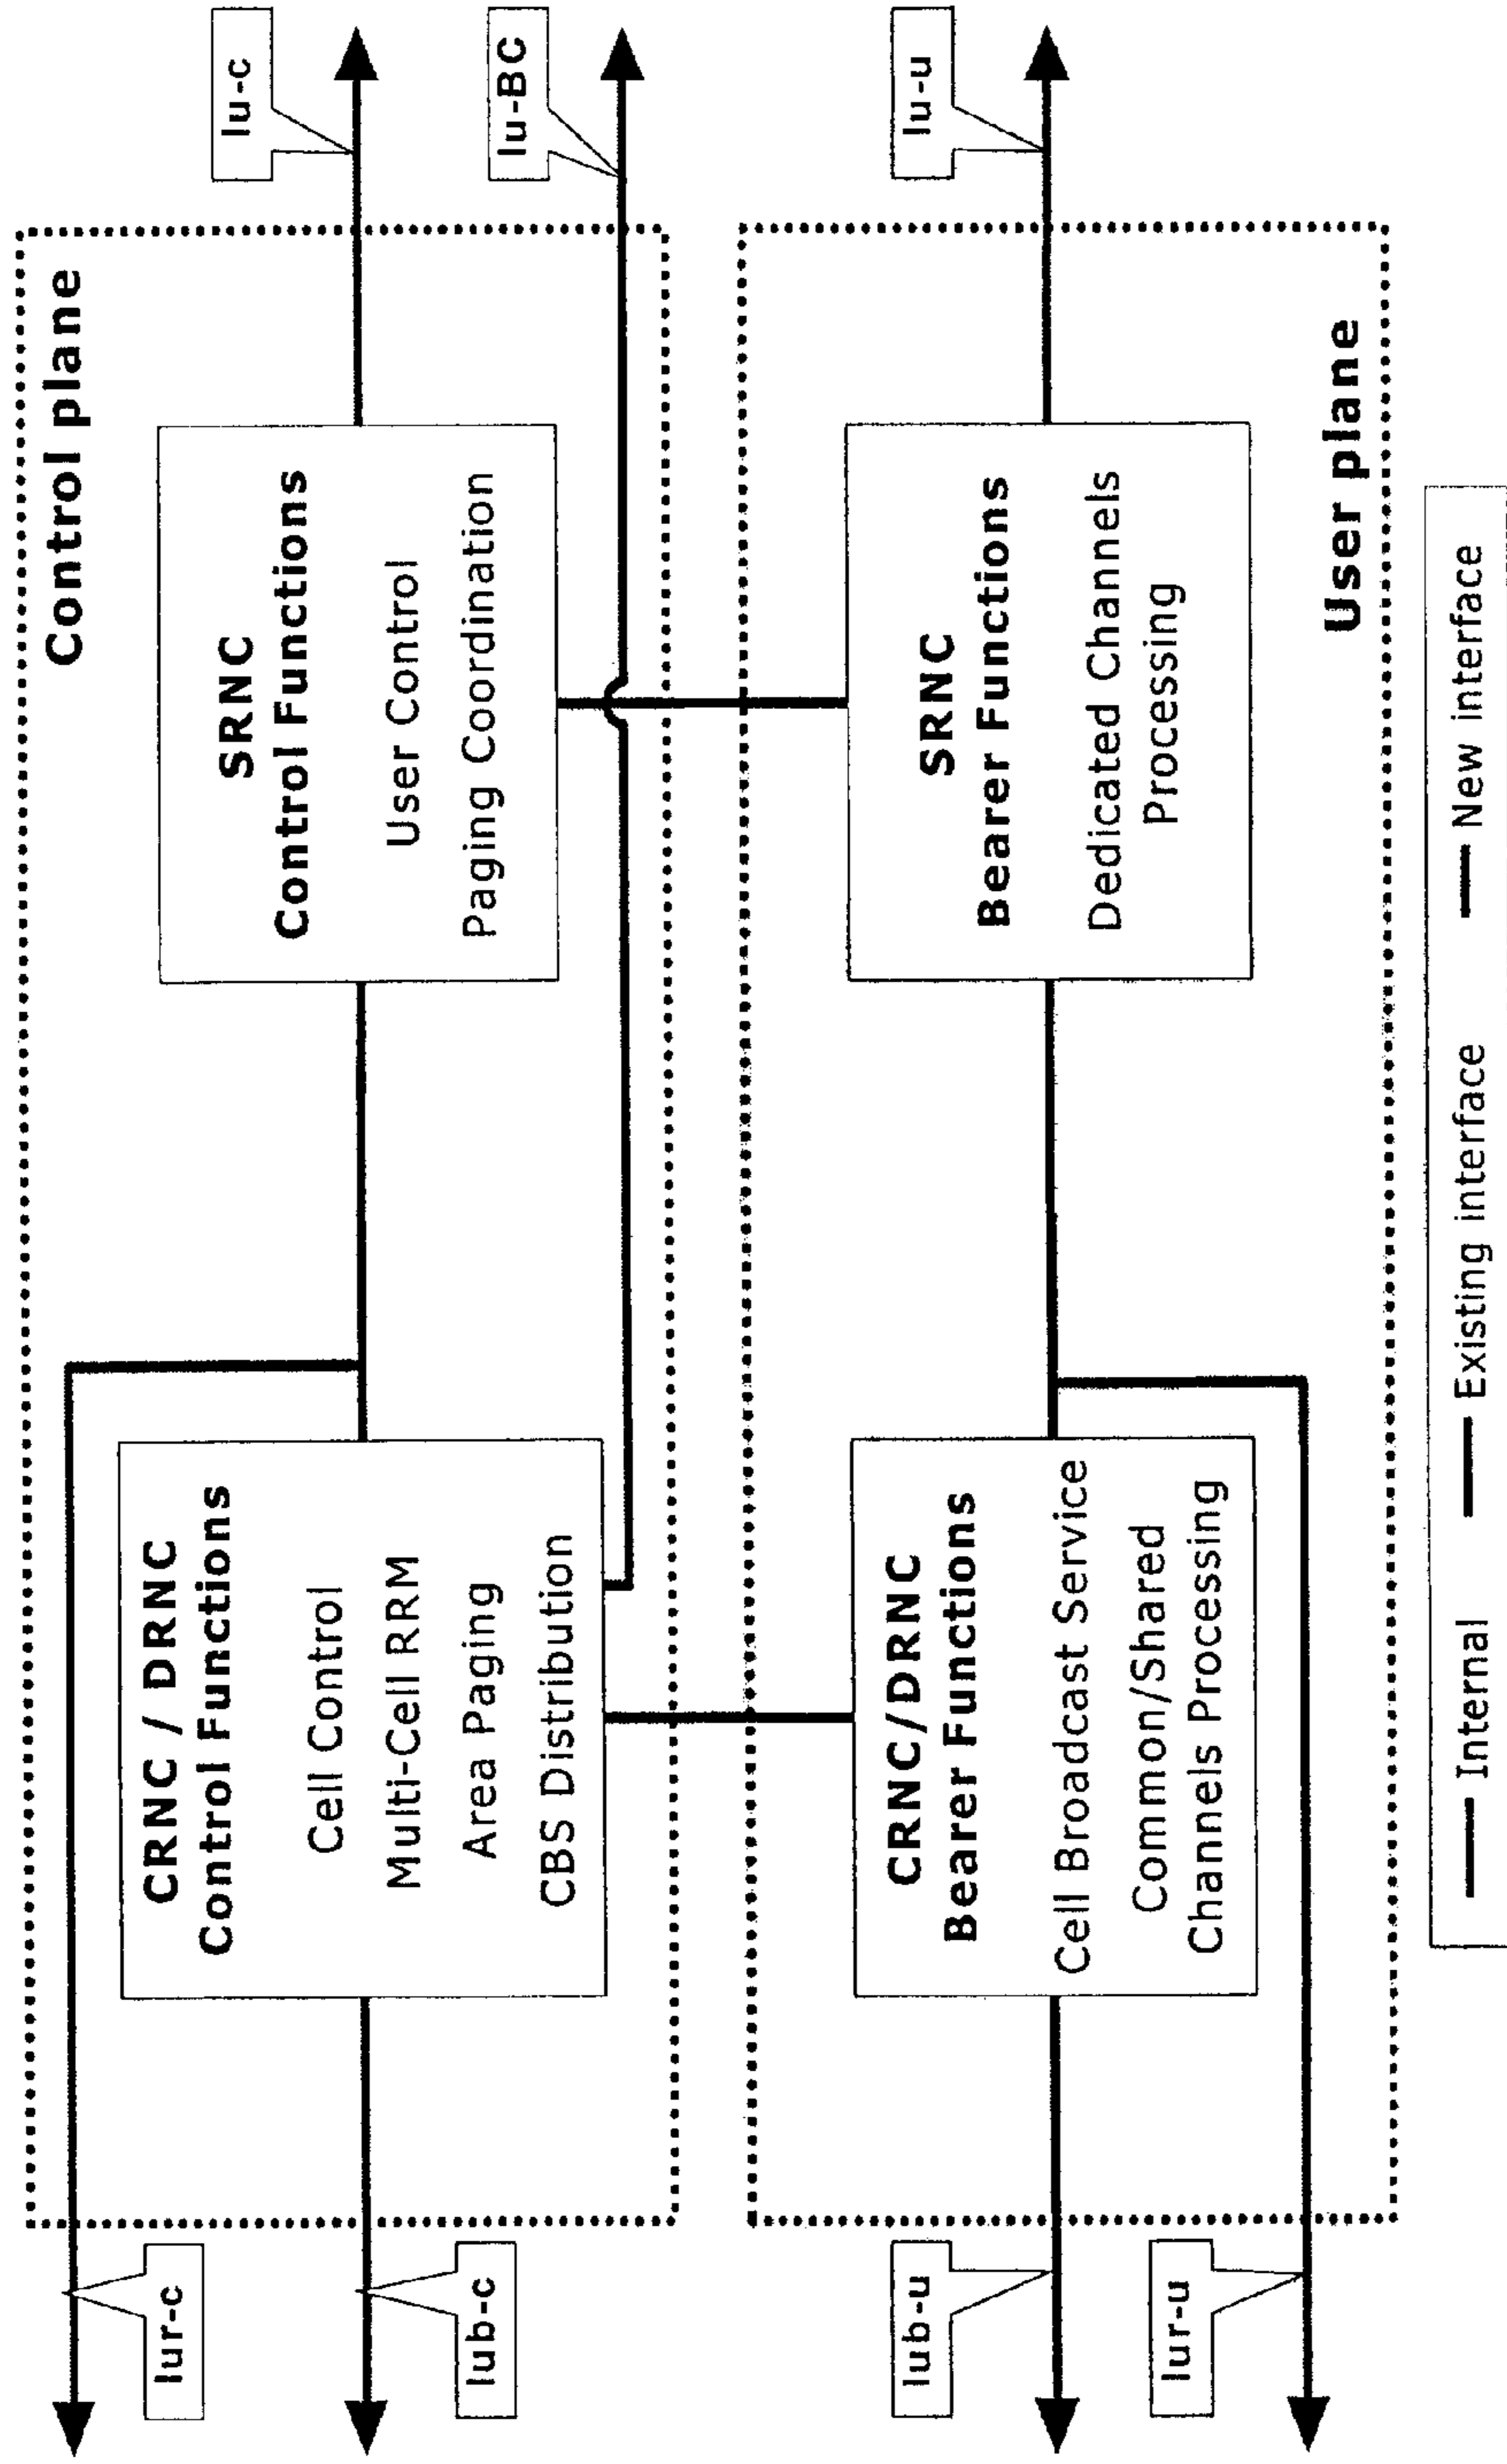 Control plane
Iur-c
Iub-c
CRNC / DRNC
Control Functions
Cell Control
Multi-Cell RRM
Area Paging
CBS Distribution
SRNC
Control Functions
User Control
Paging Coordination
Iu-c
Iu-BC
Iub-u
Iur-u
CRNC/DRNC
Bearer Functions
Cell Broadcast Service
Common/Shared
Channels Processing
SRNC
Bearer Functions
Dedicated Channels
Processing
Iu-u
User plane
Internal
Existing interface
New interface